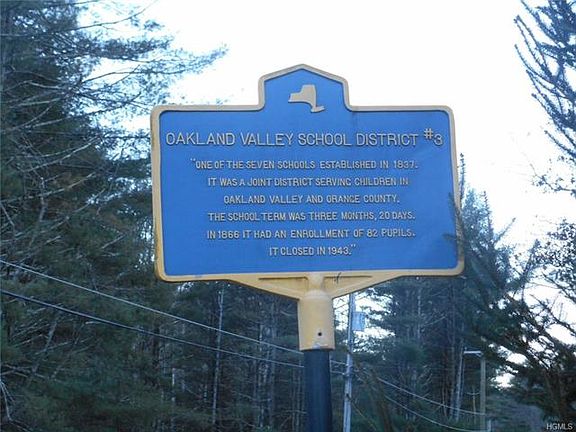 OAKLAND VALLEY SCHOOL DISTRICT #3
"ONE OF THE SEVEN SCHOOLS ESTABLISHED IN 1837.
IT WAS A JOINT DISTRICT SERVING CHILDREN IN
OAKLAND VALLEY AND ORANGE COUNTY.
THE SCHOOL TERM WAS THREE MONTHS, 20 DAYS.
IN 1866 IT HAD AN ENROLLMENT OF 82 PUPILS.
IT CLOSED IN 1943."
HGMLS